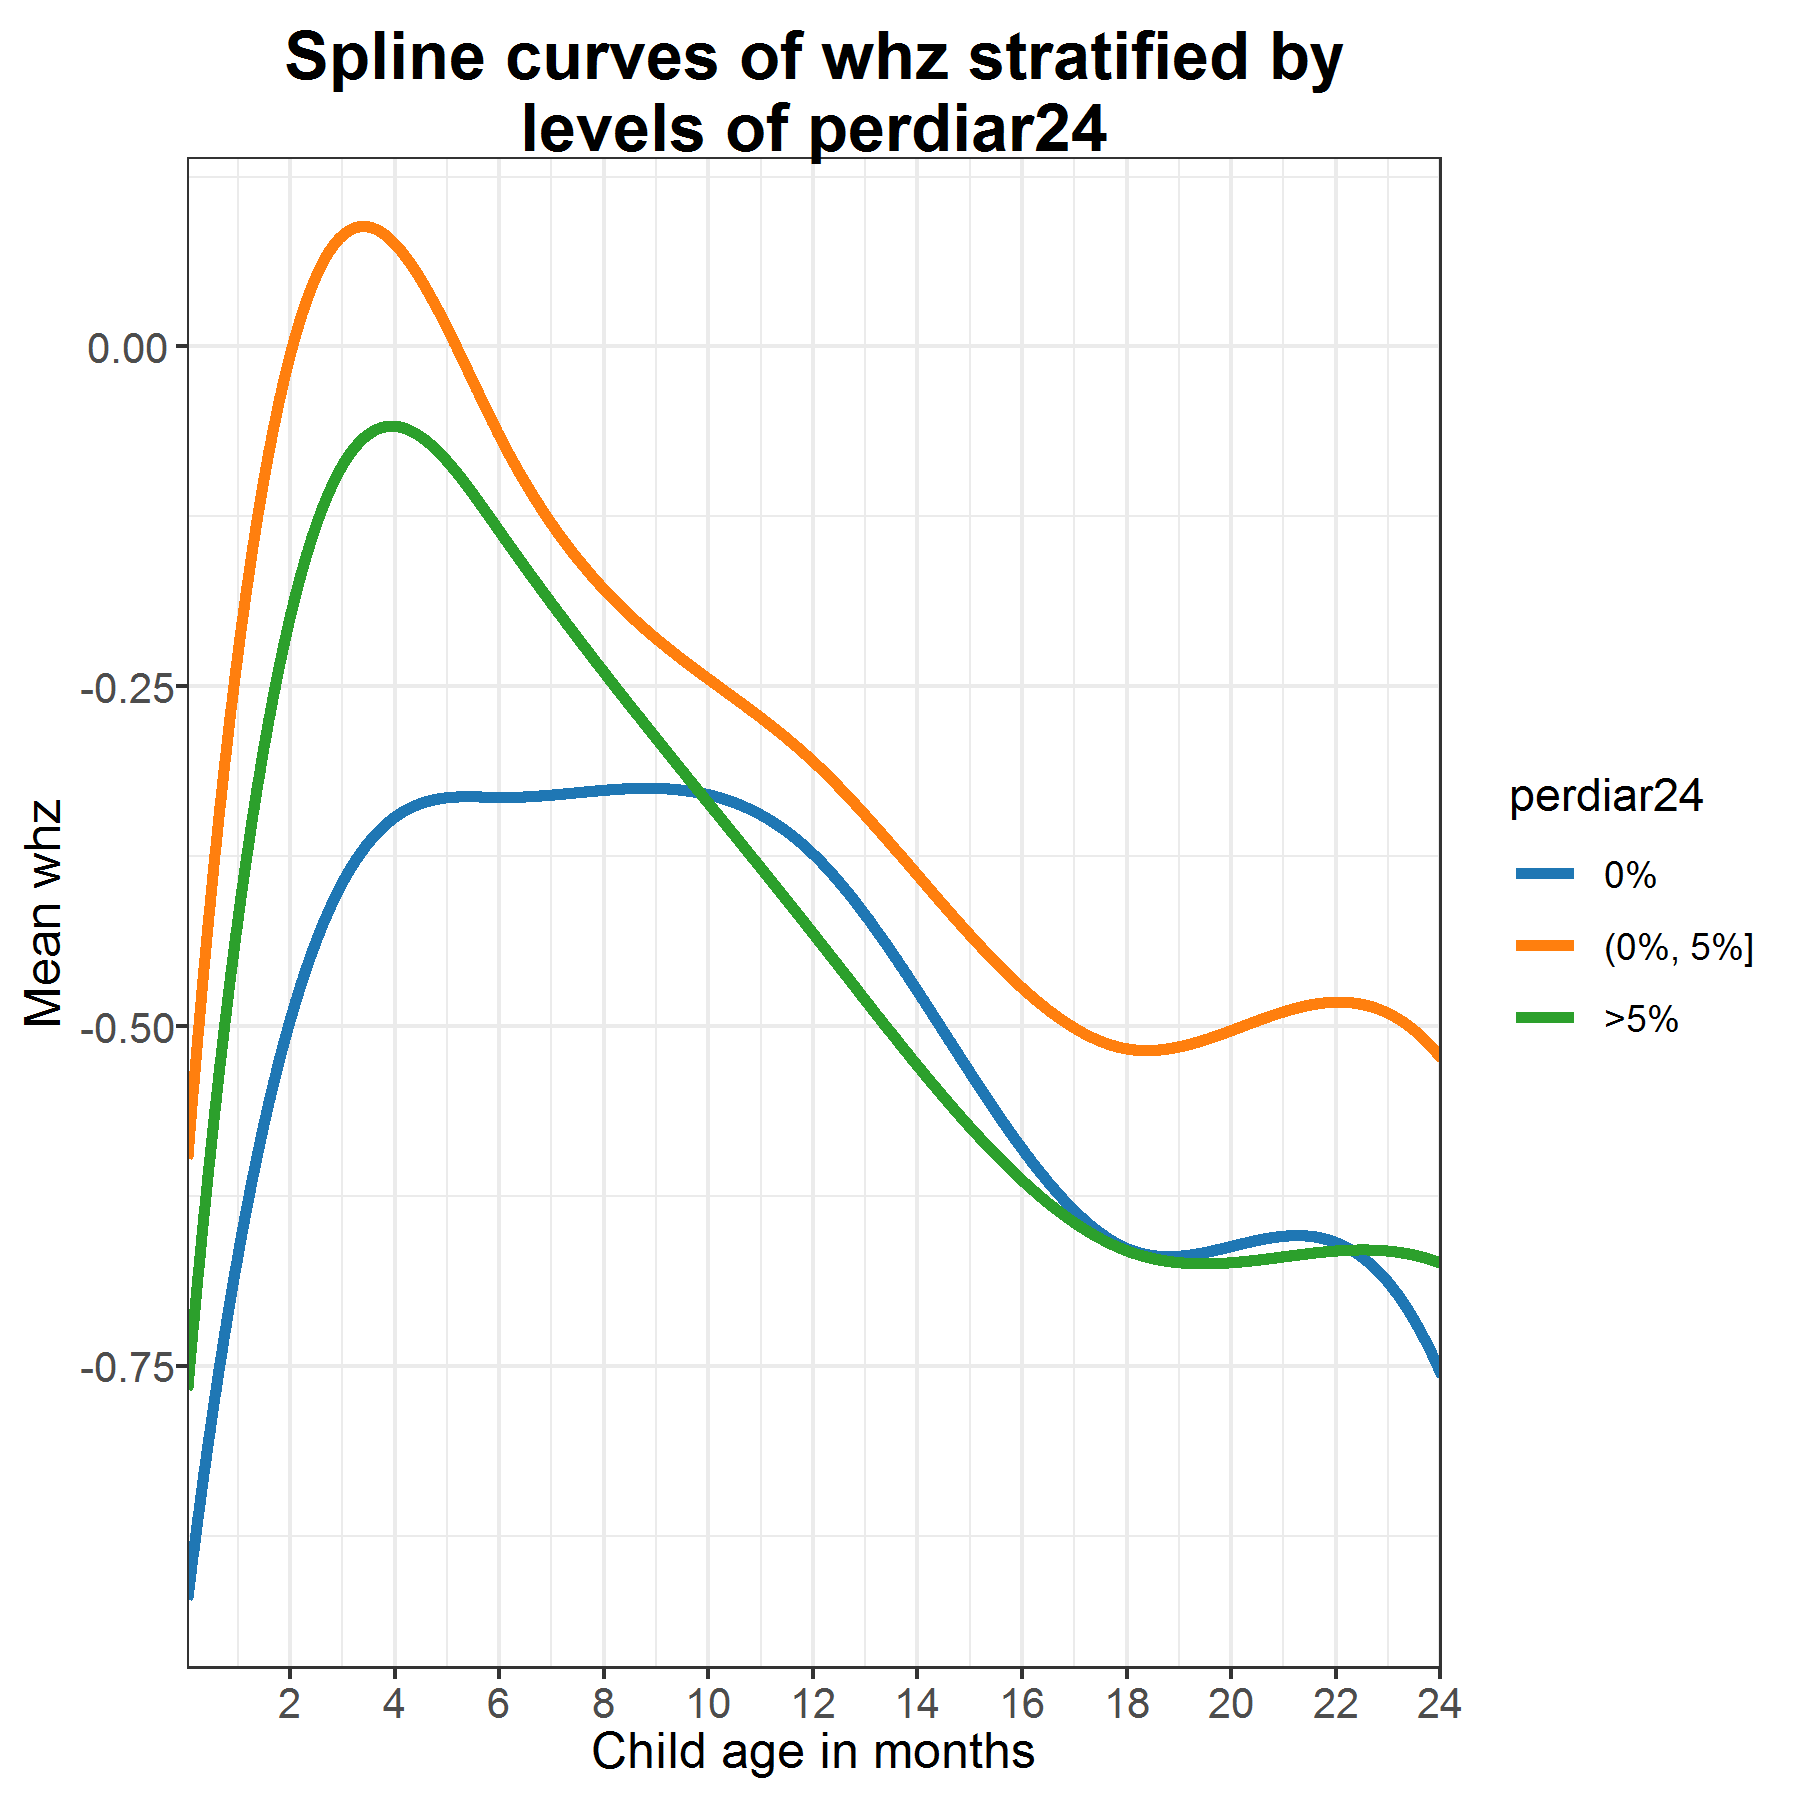 Spline curves of whz stratified by
levels of perdiar24
0.00
-0.25
-0.50
-0.75
Mean whz
2 4 6 8 10 12 14 16 18 20 22 24
Child age in months
perdiar24
0%
(0%, 5%]
>5%